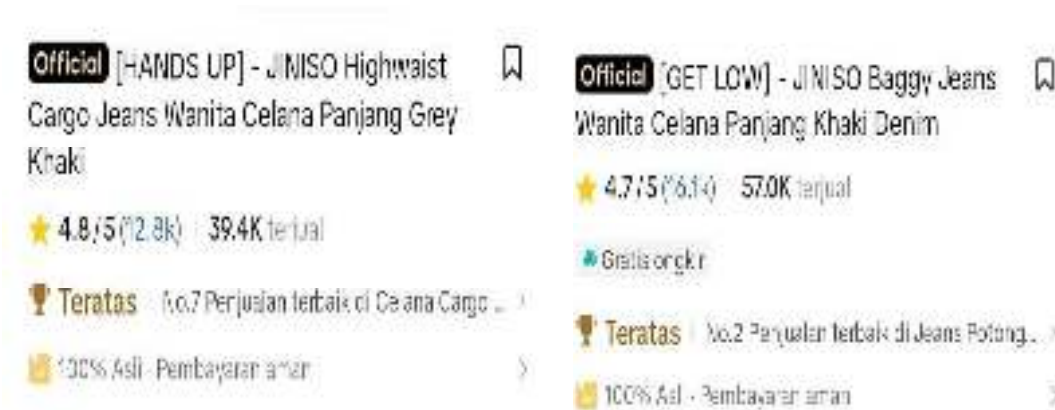 Official [HANDS UP] - JINISO Highwaist
Cargo Jeans Wanita Celana Panjang Grey
Khaki
4.8/5 (12.8k) 39.4K terjual
Teratas No.7 Penjualan terbaik di Celana Cargo ...
100% Asli · Pembayaran aman
Official [GET LOW] - JINISO Baggy Jeans
Wanita Celana Panjang Khaki Denim
4.7/5 (16.1k) 57.0K terjual
Gratis ongkir
Teratas No.2 Penjualan terbaik di Jeans Potong...
100% Asli · Pembayaran aman